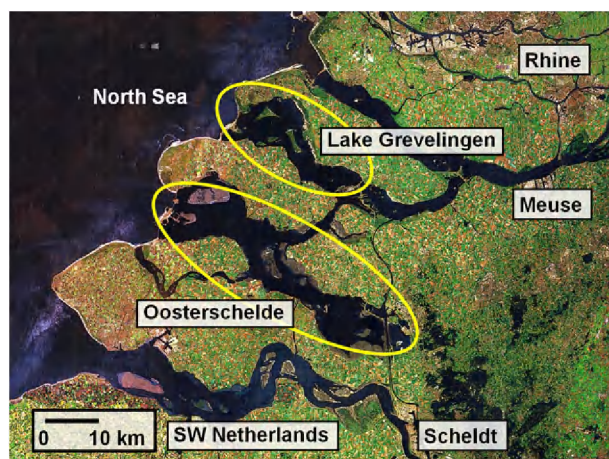 Rhine
North Sea
Lake Grevelingen
Meuse
Oosterschelde
0 10 km
SW Netherlands
Scheldt